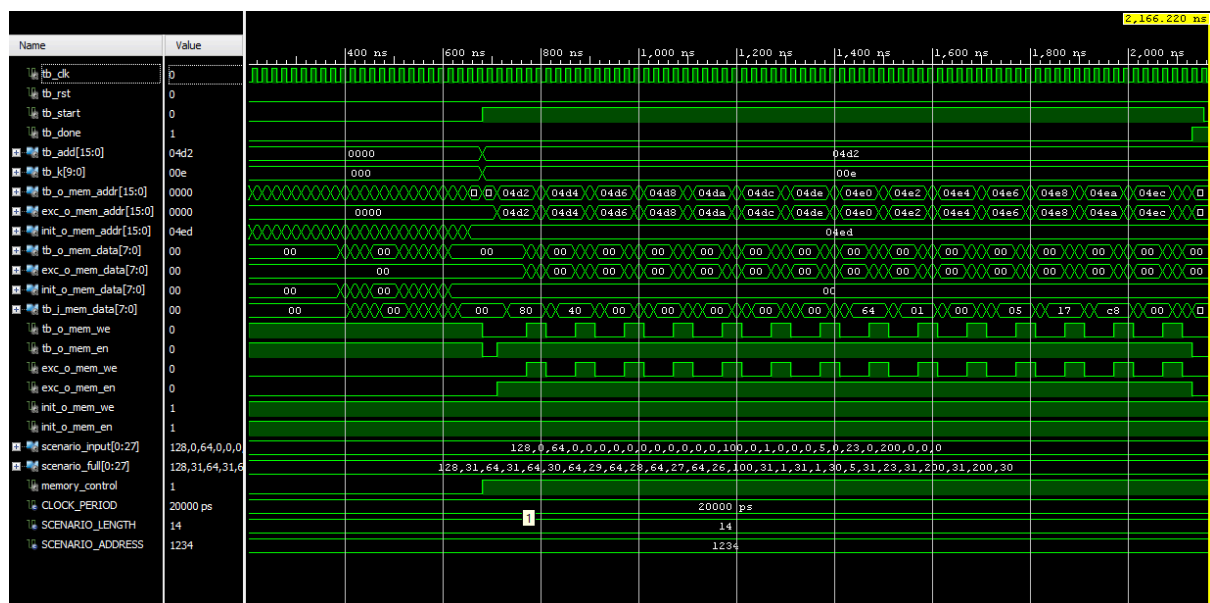 2,166.220 ns
Name Value
400 ns 600 ns 800 ns 1,000 ns 1,200 ns 1,400 ns 1,600 ns 1,800 ns 2,000 ns
tb_clk 0
tb_rst 0
tb_start 0
tb_done 1
tb_add[15:0] 04d2 0000 04d2
tb_k[9:0] 00e 000 00e
tb_o_mem_addr[15:0] 0000 04d2 04d4 04d6 04d8 04da 04dc 04de 04e0 04e2 04e4 04e6 04e8 04ea 04ec
exc_o_mem_addr[15:0] 0000 0000 04d2 04d4 04d6 04d8 04da 04dc 04de 04e0 04e2 04e4 04e6 04e8 04ea 04ec
init_o_mem_addr[15:0] 04ed 04ed
tb_o_mem_data[7:0] 00 00 00 00 00 00 00 00 00 00 00 00 00 00 00 00 00 00
exc_o_mem_data[7:0] 00 00 00 00 00 00 00 00 00 00 00 00 00 00 00 00
init_o_mem_data[7:0] 00 00 00 00
tb_i_mem_data[7:0] 00 00 00 00 80 40 00 00 00 00 00 64 01 00 05 17 c8 00
tb_o_mem_we 0
tb_o_mem_en 0
exc_o_mem_we 0
exc_o_mem_en 0
init_o_mem_we 1
init_o_mem_en 1
scenario_input[0:27] 128,0,64,0,0,0 128,0,64,0,0,0,0,0,0,0,0,0,0,0,100,0,1,0,0,0,5,0,23,0,200,0,0,0
scenario_full[0:27] 128,31,64,31,6 128,31,64,31,64,30,64,29,64,28,64,27,64,26,100,31,1,31,1,30,5,31,23,31,200,31,200,30
memory_control 1
CLOCK_PERIOD 20000 ps 20000 ps
1
SCENARIO_LENGTH 14 14
SCENARIO_ADDRESS 1234 1234